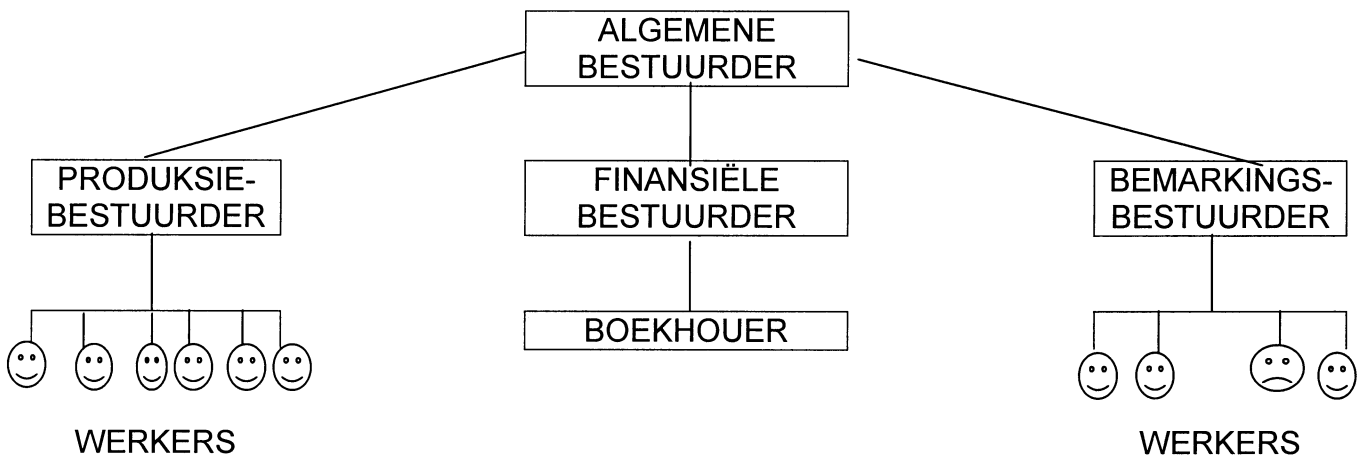 ALGEMENE
BESTUURDER
PRODUKSIE-
BESTUURDER
FINANSIËLE
BESTUURDER
BEMARKINGS-
BESTUURDER
BOEKHOUER
WERKERS
WERKERS